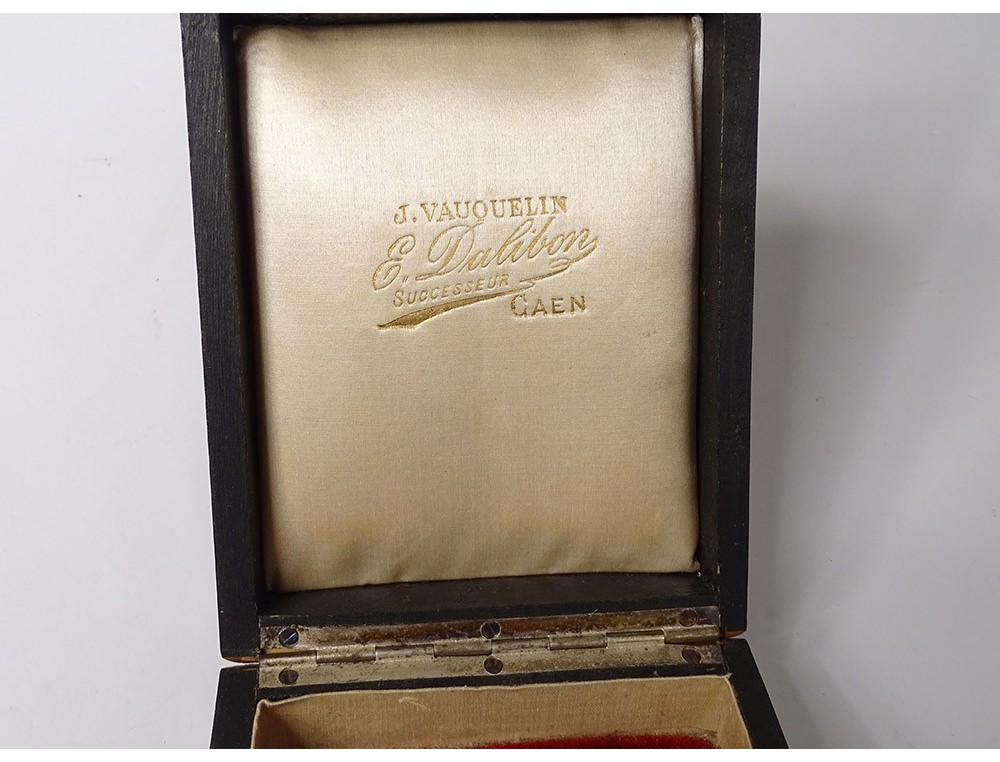 J. VAUQUELIN
E. Dalibon
SUCCESSEUR
CAEN